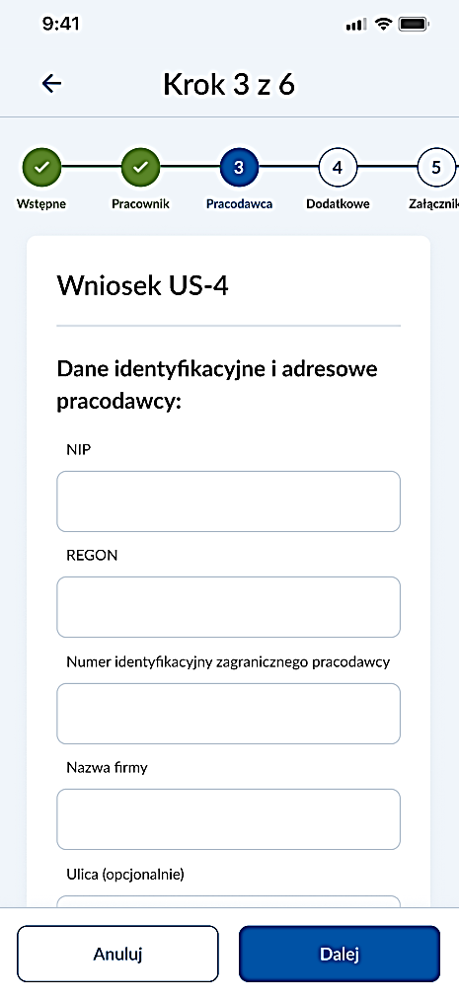 9:41
Krok 3 z 6
3
4
5
Wstępne
Pracownik
Pracodawca
Dodatkowe
Załącznik
Wniosek US-4
Dane identyfikacyjne i adresowe
pracodawcy:
NIP
REGON
Numer identyfikacyjny zagranicznego pracodawcy
Nazwa firmy
Ulica (opcjonalnie)
Anuluj
Dalej